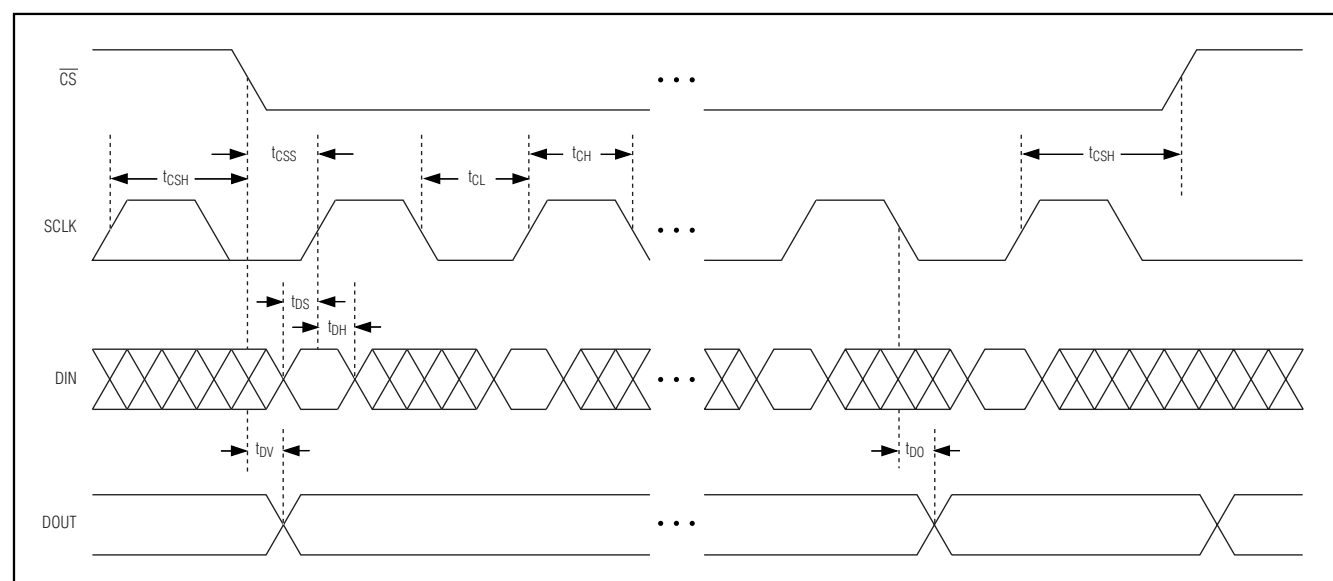 CS
• • •
tCSS
tCH
tCSH
tCL
tCSH
SCLK
• • •
tDS
tDH
DIN
• • •
tDV
tDO
DOUT
• • •